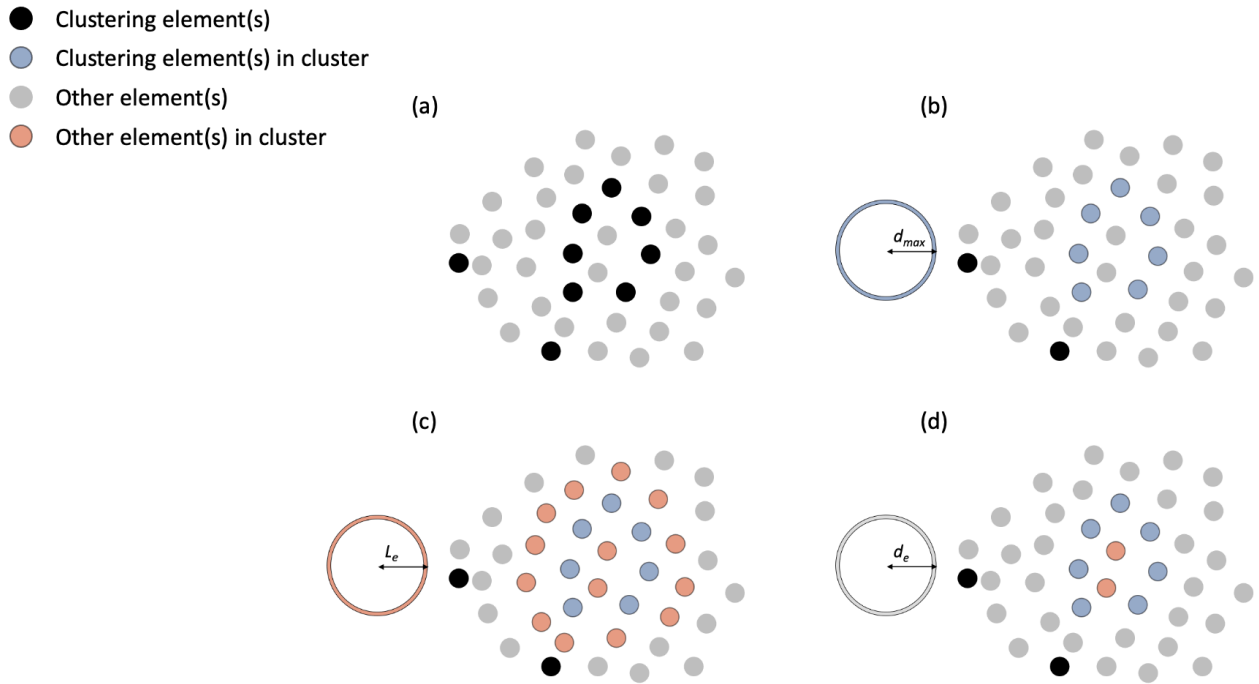 Clustering element(s)
Clustering element(s) in cluster
Other element(s)
Other element(s) in cluster
(a)
(b)
d_max
(c)
(d)
L_e
d_e